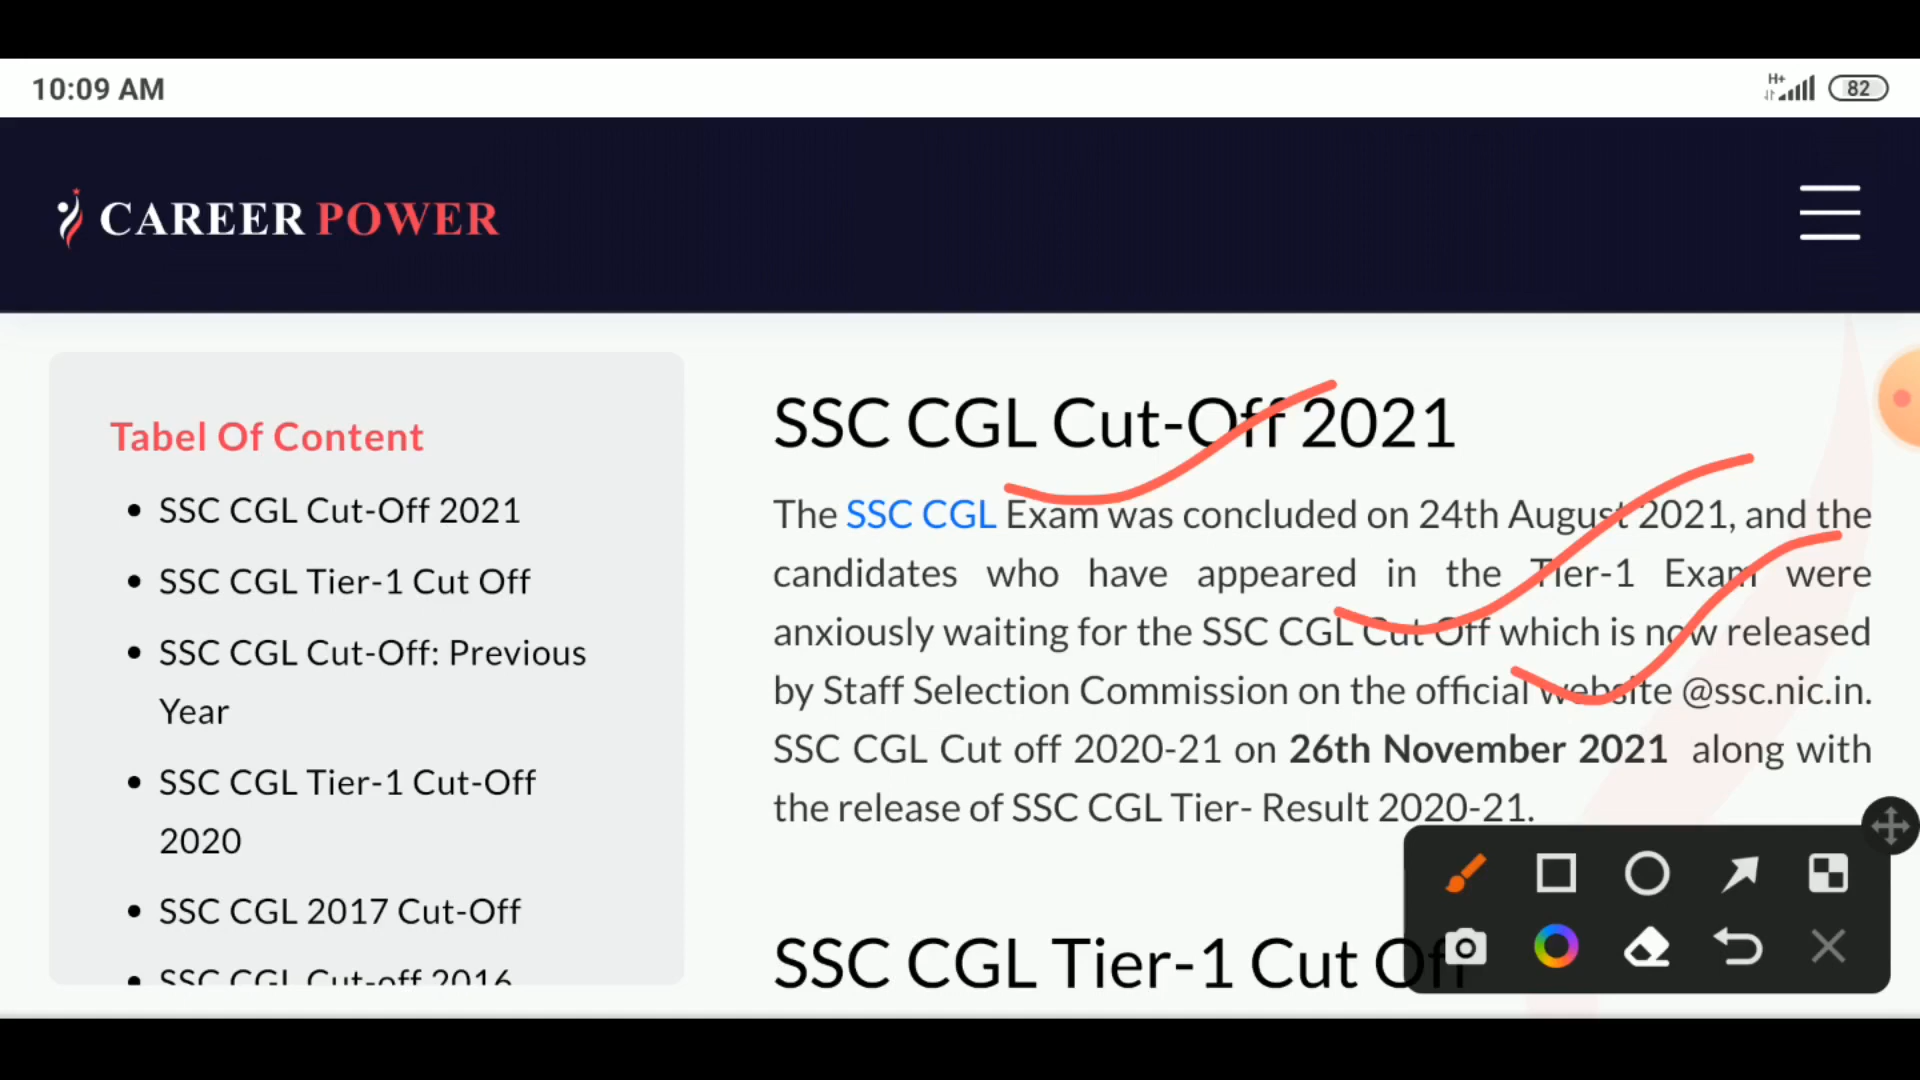 10:09 AM
H+
82
CAREER POWER
Tabel Of Content
SSC CGL Cut-Off 2021
SSC CGL Tier-1 Cut Off
SSC CGL Cut-Off: Previous
Year
SSC CGL Tier-1 Cut-Off
2020
SSC CGL 2017 Cut-Off
SSC CGL Cut-off 2016
SSC CGL Cut-Off 2021
The SSC CGL Exam was concluded on 24th August 2021, and the
candidates who have appeared in the Tier-1 Exam were
anxiously waiting for the SSC CGL Cut Off which is now released
by Staff Selection Commission on the official website @ssc.nic.in.
SSC CGL Cut off 2020-21 on 26th November 2021 along with
the release of SSC CGL Tier- Result 2020-21.
SSC CGL Tier-1 Cut Off